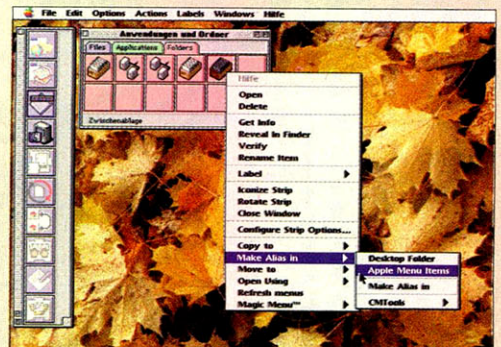 File Edit Options Actions Labels Windows Hilfe
Anwendungen und Ordner
Files Applications Folders
Zwischenablage
Hilfe
Open
Delete
Get Info
Reveal in Finder
Verify
Rename Item
Label
Iconize Strip
Rotate Strip
Close Window
Configure Strip Options...
Copy to
Make Alias in
Move to
Open Using
Refresh menus
Magic Menu™
Desktop Folder
Apple Menu Items
Make Alias in
CMTools